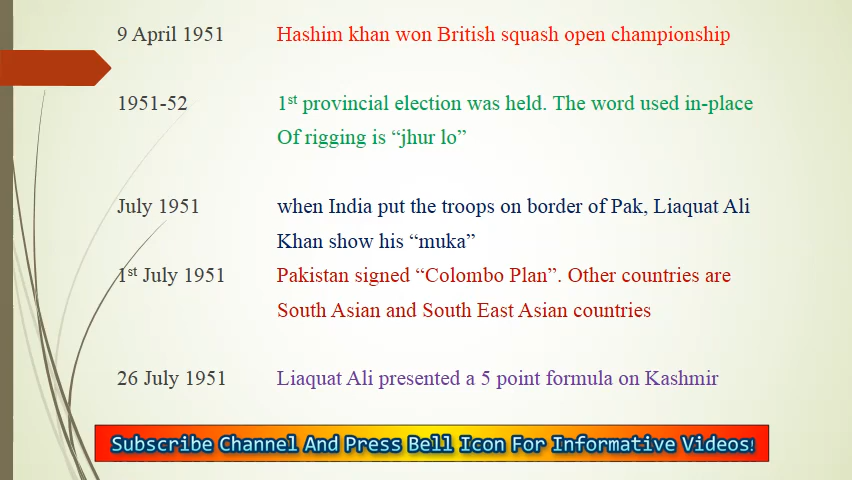 9 April 1951 Hashim khan won British squash open championship
1951-52 1st provincial election was held. The word used in-place
Of rigging is “jhur lo”
July 1951 when India put the troops on border of Pak, Liaquat Ali
Khan show his “muka”
1st July 1951 Pakistan signed “Colombo Plan”. Other countries are
South Asian and South East Asian countries
26 July 1951 Liaquat Ali presented a 5 point formula on Kashmir
Subscribe Channel And Press Bell Icon For Informative Videos!